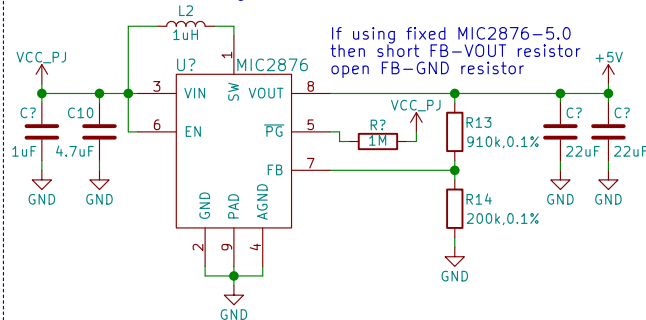 L2
1uH
If using fixed MIC2876-5.0
then short FB-VOUT resistor
open FB-GND resistor
VCC_PJ
U?
MIC2876
+5V
1
3
VIN
SW
VOUT
8
C?
C10
VCC_PJ
C?
C?
6
EN
PG
5
R?
1M
R13
910k,0.1%
1uF
4.7uF
22uF
22uF
FB
7
GND
GND
GND
PAD
AGND
R14
200k,0.1%
GND
GND
2
9
4
GND
GND